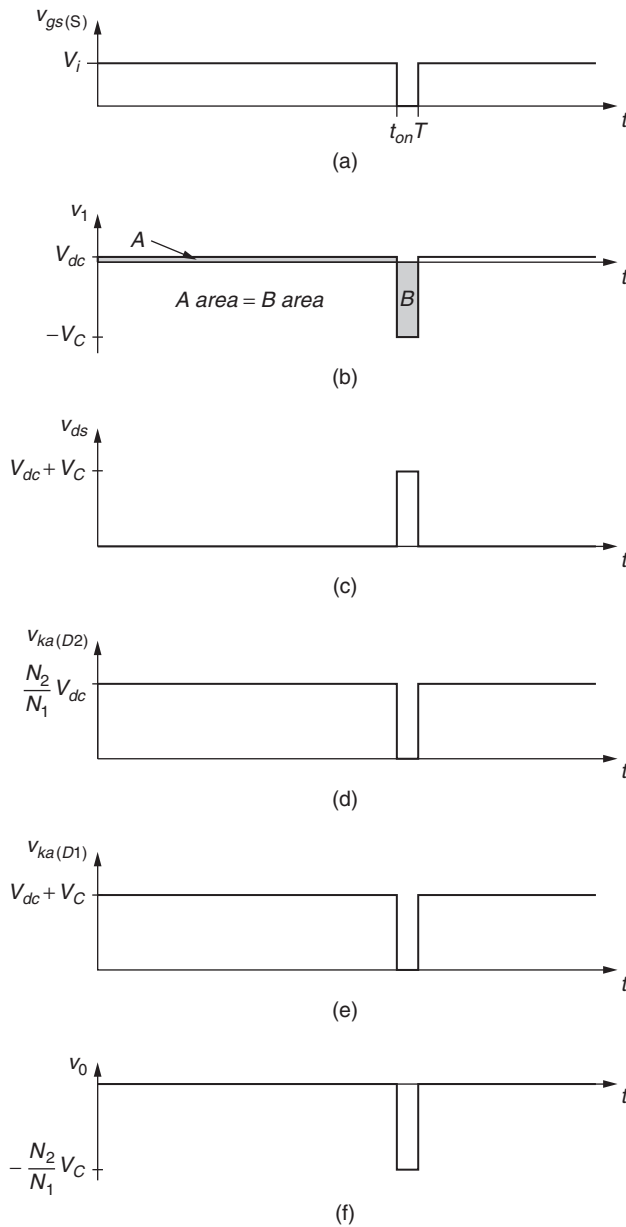 v_gs(S)
V_i
t_on T
t
(a)
v_1
A
V_dc
t
A area = B area
B
−V_C
(b)
v_ds
V_dc + V_C
t
(c)
v_ka(D2)
N_2/N_1 V_dc
t
(d)
v_ka(D1)
V_dc + V_C
t
(e)
v_0
t
− N_2/N_1 V_C
(f)